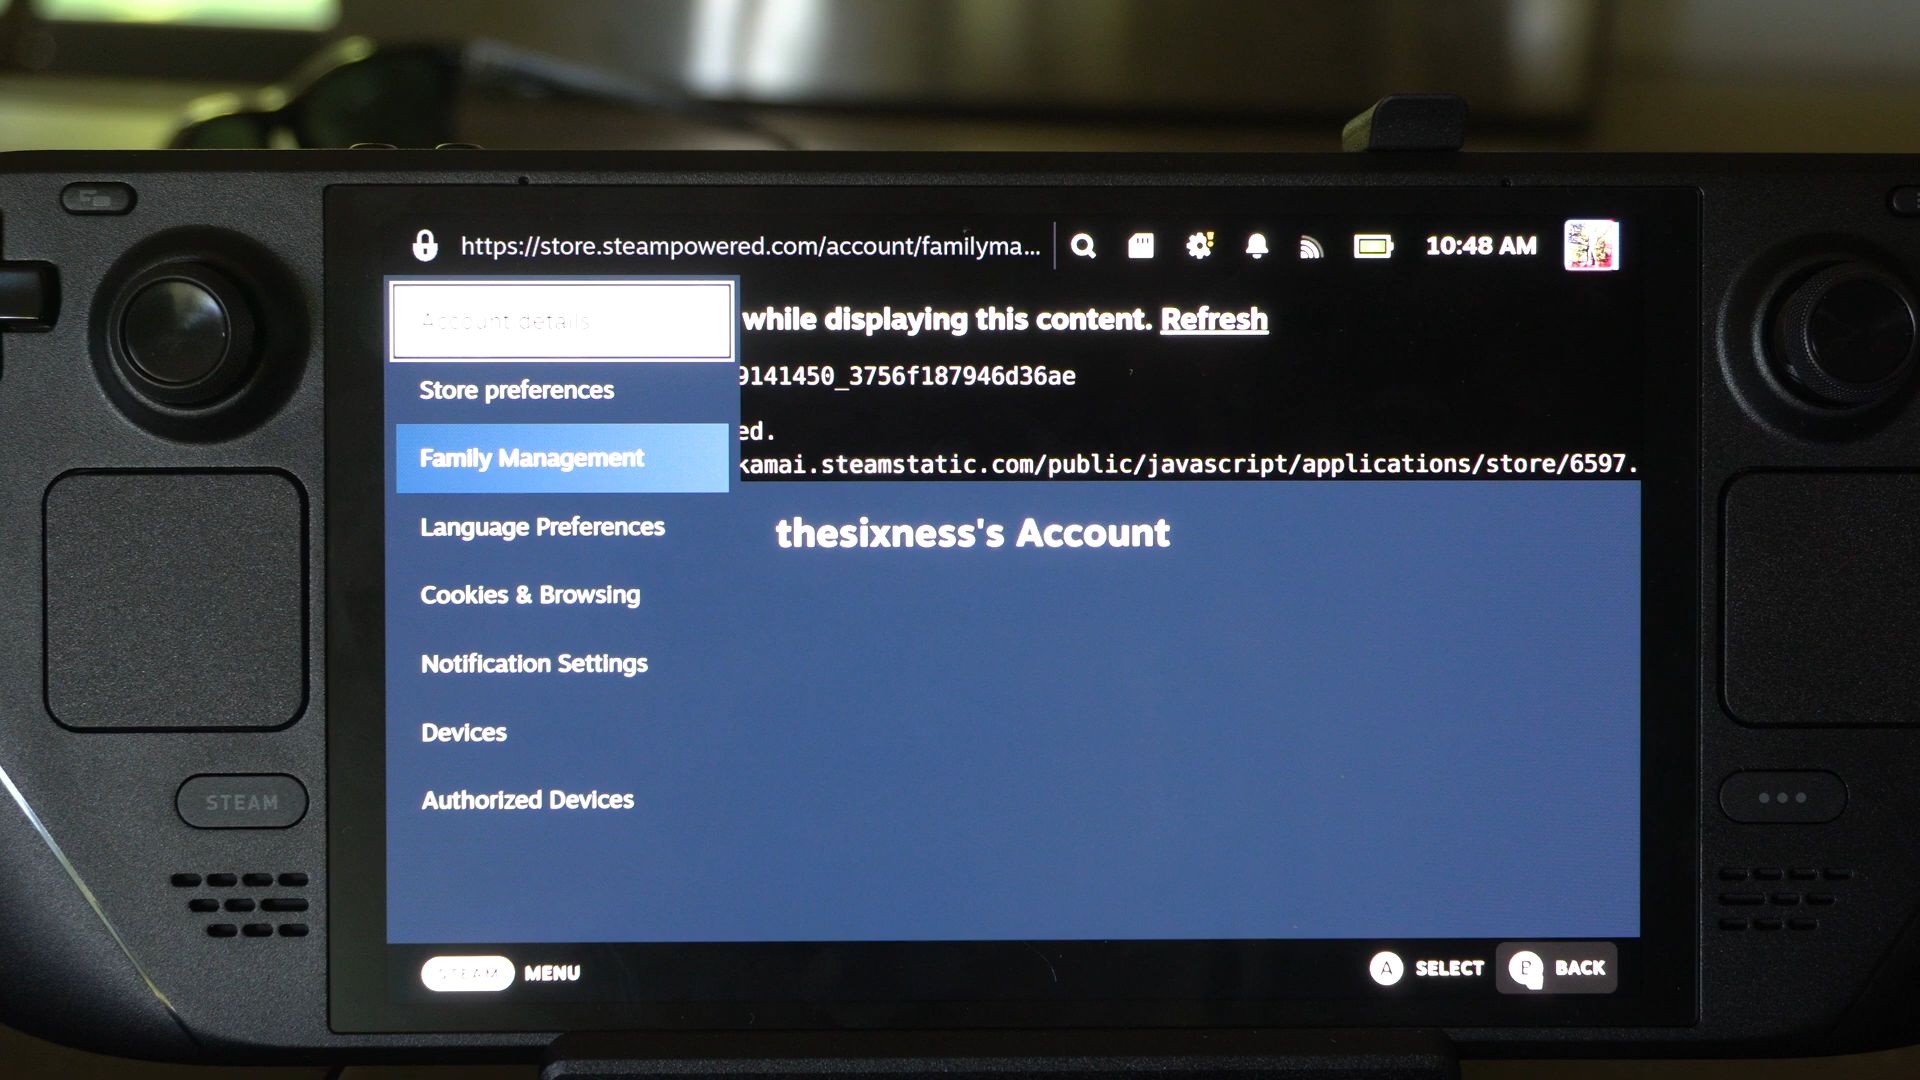 https://store.steampowered.com/account/familyma...
10:48 AM
Account details
while displaying this content. Refresh
9141450_3756f187946d36ae
Store preferences
ed.
Family Management
kamai.steamstatic.com/public/javascript/applications/store/6597.
Language Preferences
thesixness's Account
Cookies & Browsing
Notification Settings
Devices
Authorized Devices
STEAM
STEAM MENU
A SELECT
B BACK